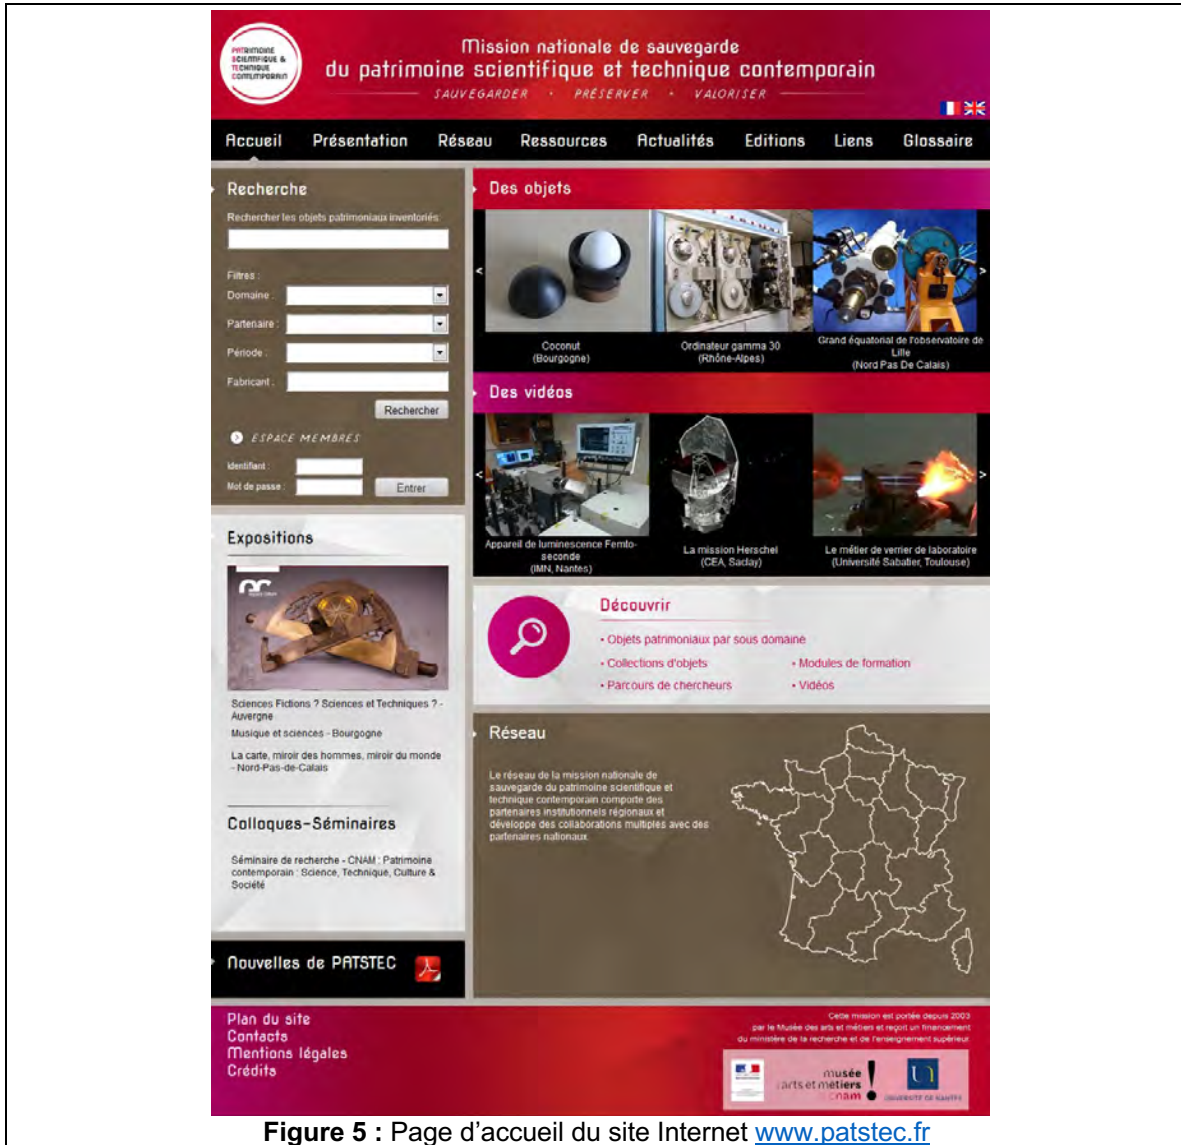 PATRIMOINE
SCIENTIFIQUE &
TECHNIQUE
CONTEMPORAIN
Mission nationale de sauvegarde
du patrimoine scientifique et technique contemporain
SAUVEGARDER • PRÉSERVER • VALORISER
Accueil Présentation Réseau Ressources Actualités Editions Liens Glossaire
Recherche
Rechercher les objets patrimoniaux inventoriés
Filtres :
Domaine :
Partenaire :
Période :
Fabricant :
Rechercher
ESPACE MEMBRES
Identifiant :
Mot de passe :
Entrer
Des objets
<
>
Coconut
(Bourgogne)
Ordinateur gamma 30
(Rhône-Alpes)
Grand équatorial de l'observatoire de
Lille
(Nord Pas De Calais)
Des vidéos
<
>
Appareil de luminescence Femto-
seconde
(IMN, Nantes)
La mission Herschel
(CEA, Saclay)
Le métier de verrier de laboratoire
(Université Sabatier, Toulouse)
Expositions
Sciences Fictions ? Sciences et Techniques ? -
Auvergne
Musique et sciences - Bourgogne
La carte, miroir des hommes, miroir du monde
- Nord-Pas-de-Calais
Colloques-Séminaires
Séminaire de recherche - CNAM : Patrimoine
contemporain : Science, Technique, Culture &
Société
Découvrir
• Objets patrimoniaux par sous domaine
• Collections d'objets
• Modules de formation
• Parcours de chercheurs
• Vidéos
Réseau
Le réseau de la mission nationale de
sauvegarde du patrimoine scientifique et
technique contemporain comporte des
partenaires institutionnels régionaux et
développe des collaborations multiples avec des
partenaires nationaux.
Nouvelles de PATSTEC
Plan du site
Contacts
Mentions légales
Crédits
Cette mission est portée depuis 2003
par le Musée des arts et métiers et reçoit un financement
du ministère de la recherche et de l'enseignement supérieur.
musée
arts et métiers
cnam
UNIVERSITÉ DE NANTES
Figure 5 : Page d'accueil du site Internet www.patstec.fr